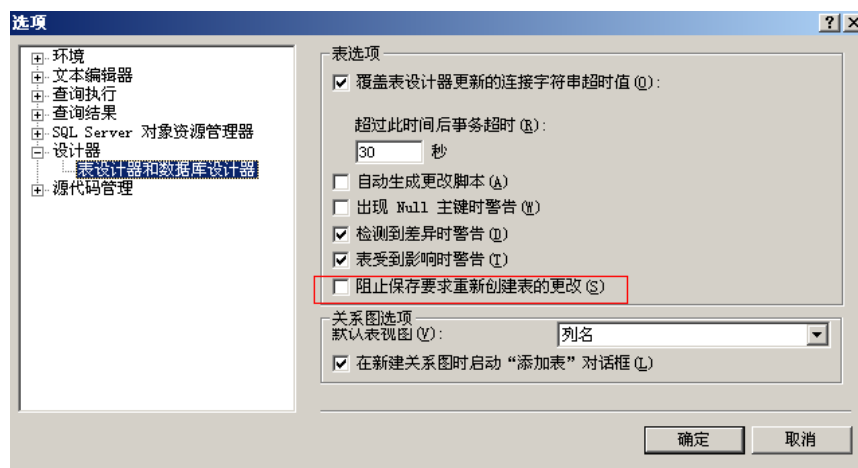 选项
环境
文本编辑器
查询执行
查询结果
SQL Server 对象资源管理器
设计器
表设计器和数据库设计器
源代码管理
表选项
覆盖表设计器更新的连接字符串超时值(O):
超过此时间后事务超时(R):
30 秒
自动生成更改脚本(A)
出现 Null 主键时警告(W)
检测到差异时警告(D)
表受到影响时警告(T)
阻止保存要求重新创建表的更改(S)
关系图选项
默认表视图(V): 列名
在新建关系图时启动“添加表”对话框(L)
确定 取消